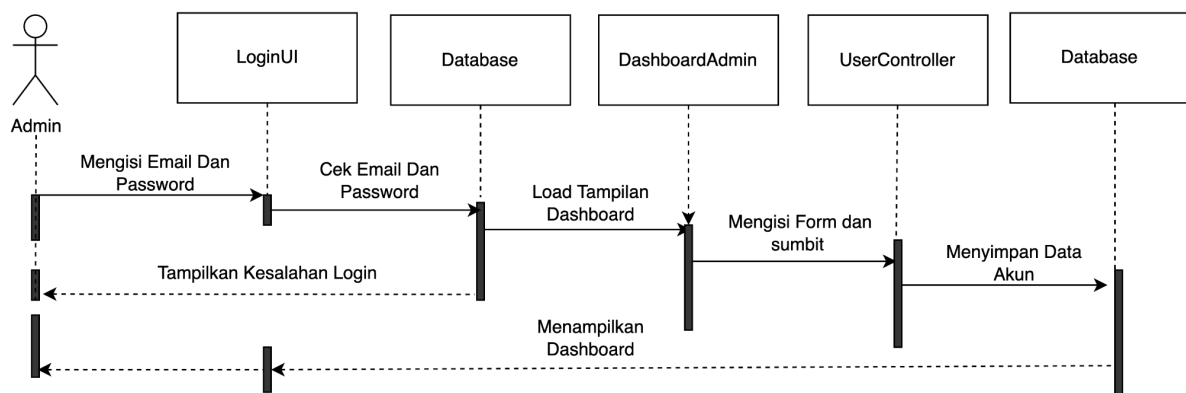 LoginUI
Database
DashboardAdmin
UserController
Database
Admin
Mengisi Email Dan
Password
Cek Email Dan
Password
Load Tampilan
Dashboard
Mengisi Form dan
sumbit
Menyimpan Data
Akun
Tampilkan Kesalahan Login
Menampilkan
Dashboard